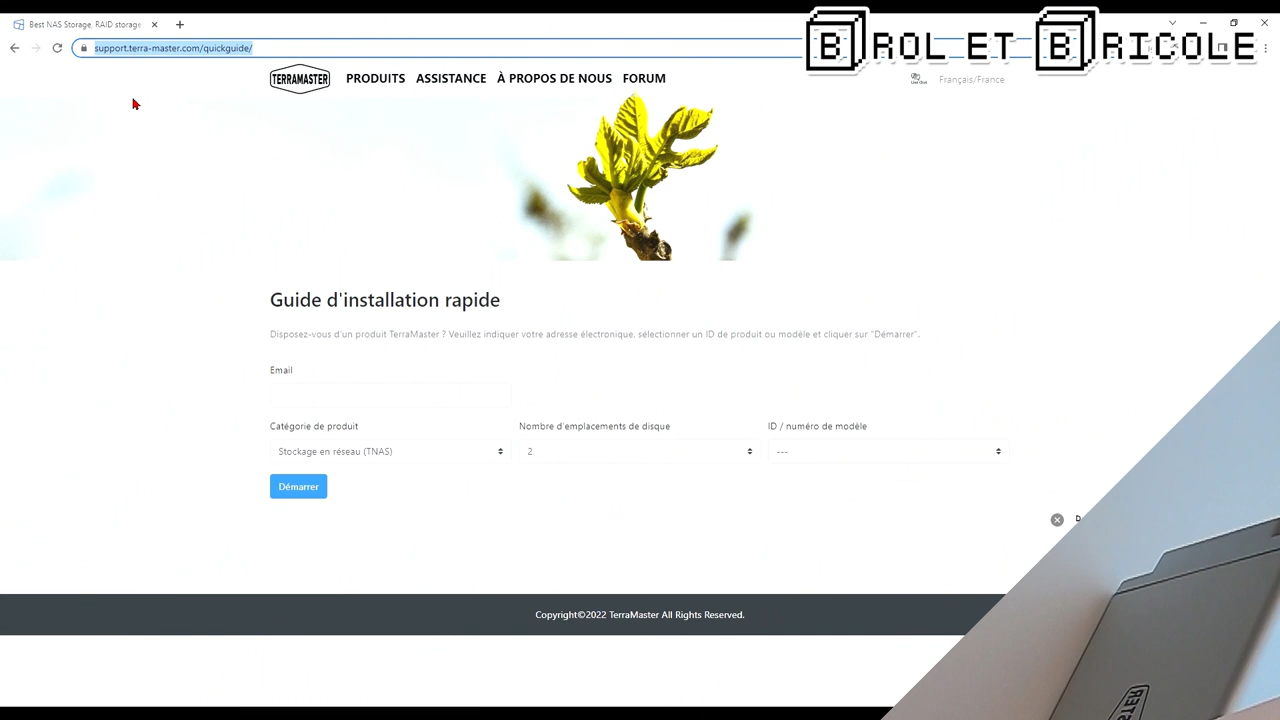 Best NAS Storage, RAID storage
support.terra-master.com/quickguide/
BROL ET BRICOLE
TERRAMASTER
PRODUITS
ASSISTANCE
À PROPOS DE NOUS
FORUM
Live Chat
Français/France
Guide d'installation rapide
Disposez-vous d'un produit TerraMaster ? Veuillez indiquer votre adresse électronique, sélectionner un ID de produit ou modèle et cliquer sur "Démarrer".
Email
Catégorie de produit
Nombre d'emplacements de disque
ID / numéro de modèle
Stockage en réseau (TNAS)
2
---
Démarrer
D
Copyright©2022 TerraMaster All Rights Reserved.